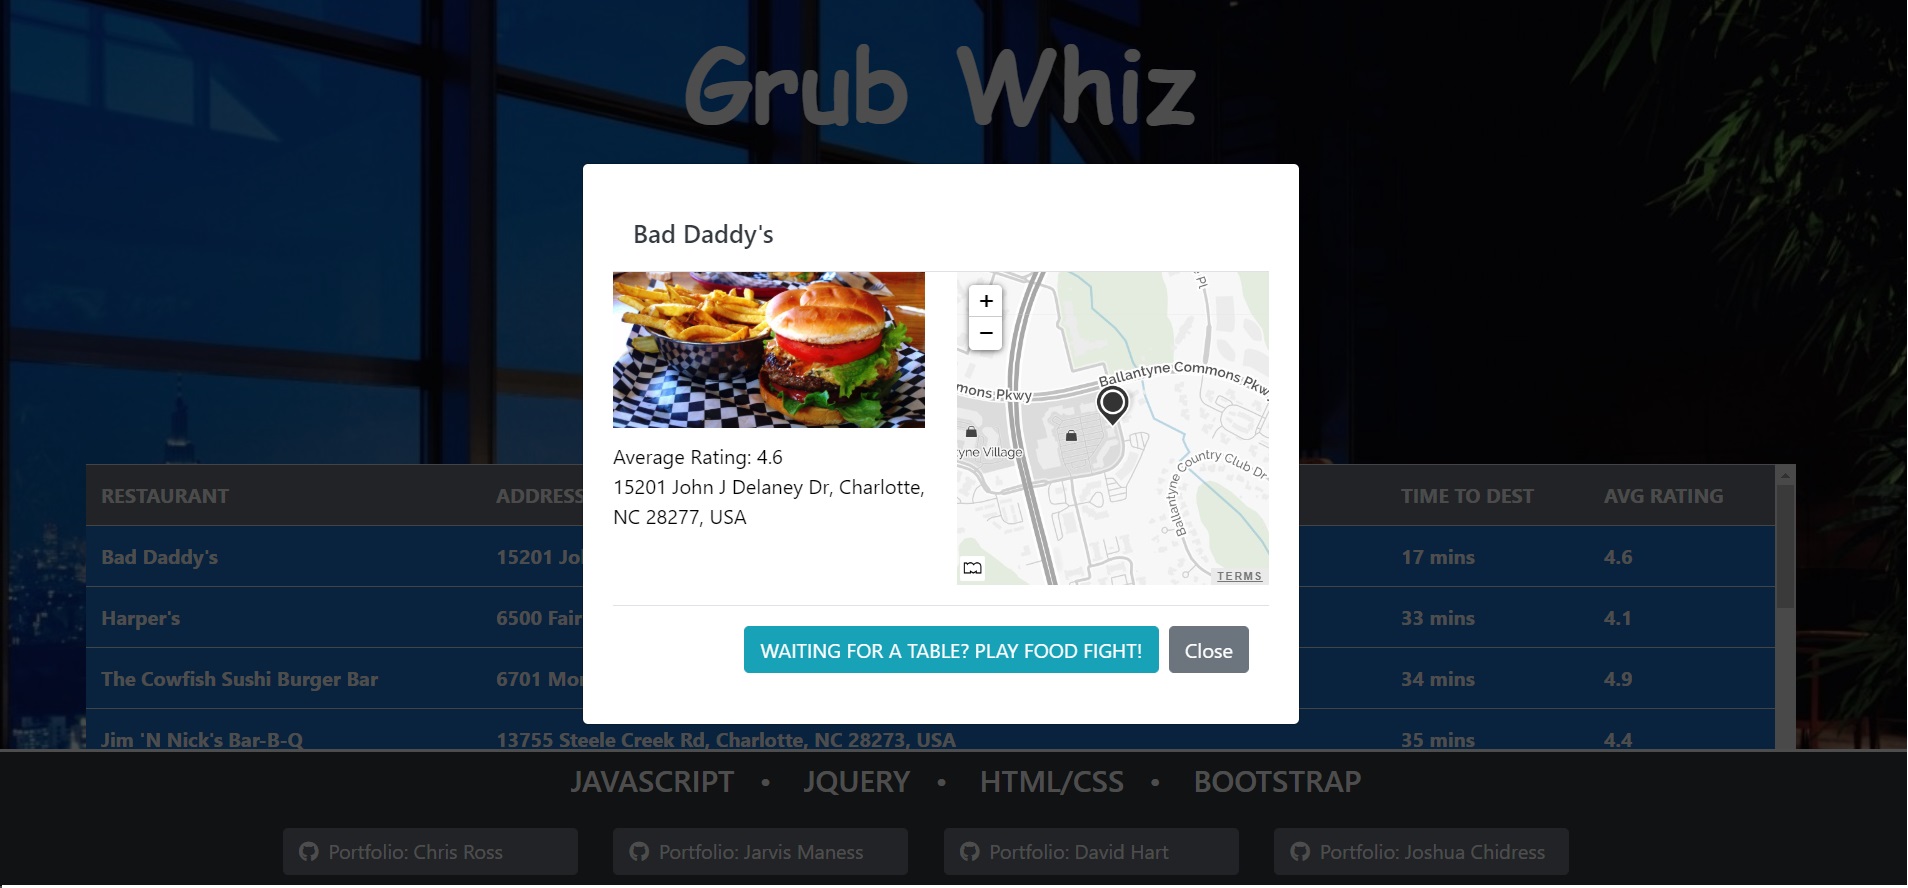 Grub Whiz
Bad Daddy's
+
−
Pl
Ballantyne Commons Pkwy
mons Pkwy
tyne Village
Ballantyne Country Club Dr
TERMS
Average Rating: 4.6
15201 John J Delaney Dr, Charlotte,
NC 28277, USA
WAITING FOR A TABLE? PLAY FOOD FIGHT! Close
RESTAURANT ADDRESS TIME TO DEST AVG RATING
Bad Daddy's 15201 Jo 17 mins 4.6
Harper's 6500 Fair 33 mins 4.1
The Cowfish Sushi Burger Bar 6701 Mo 34 mins 4.9
Jim 'N Nick's Bar-B-Q 13755 Steele Creek Rd, Charlotte, NC 28273, USA 35 mins 4.4
JAVASCRIPT • JQUERY • HTML/CSS • BOOTSTRAP
Portfolio: Chris Ross Portfolio: Jarvis Maness Portfolio: David Hart Portfolio: Joshua Chidress